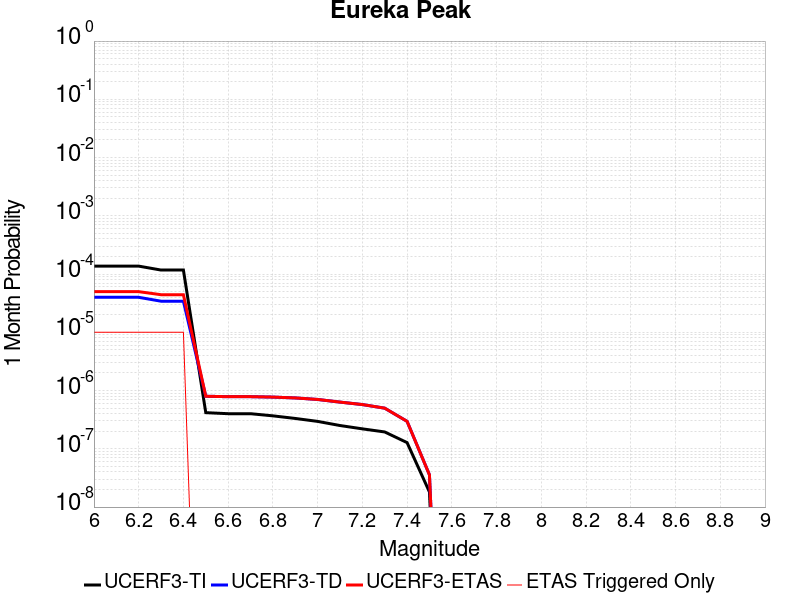 Eureka Peak
10^0
10^-1
10^-2
10^-3
10^-4
10^-5
10^-6
10^-7
10^-8
1 Month Probability
6 6.2 6.4 6.6 6.8 7 7.2 7.4 7.6 7.8 8 8.2 8.4 8.6 8.8 9
Magnitude
UCERF3-TI UCERF3-TD UCERF3-ETAS ETAS Triggered Only